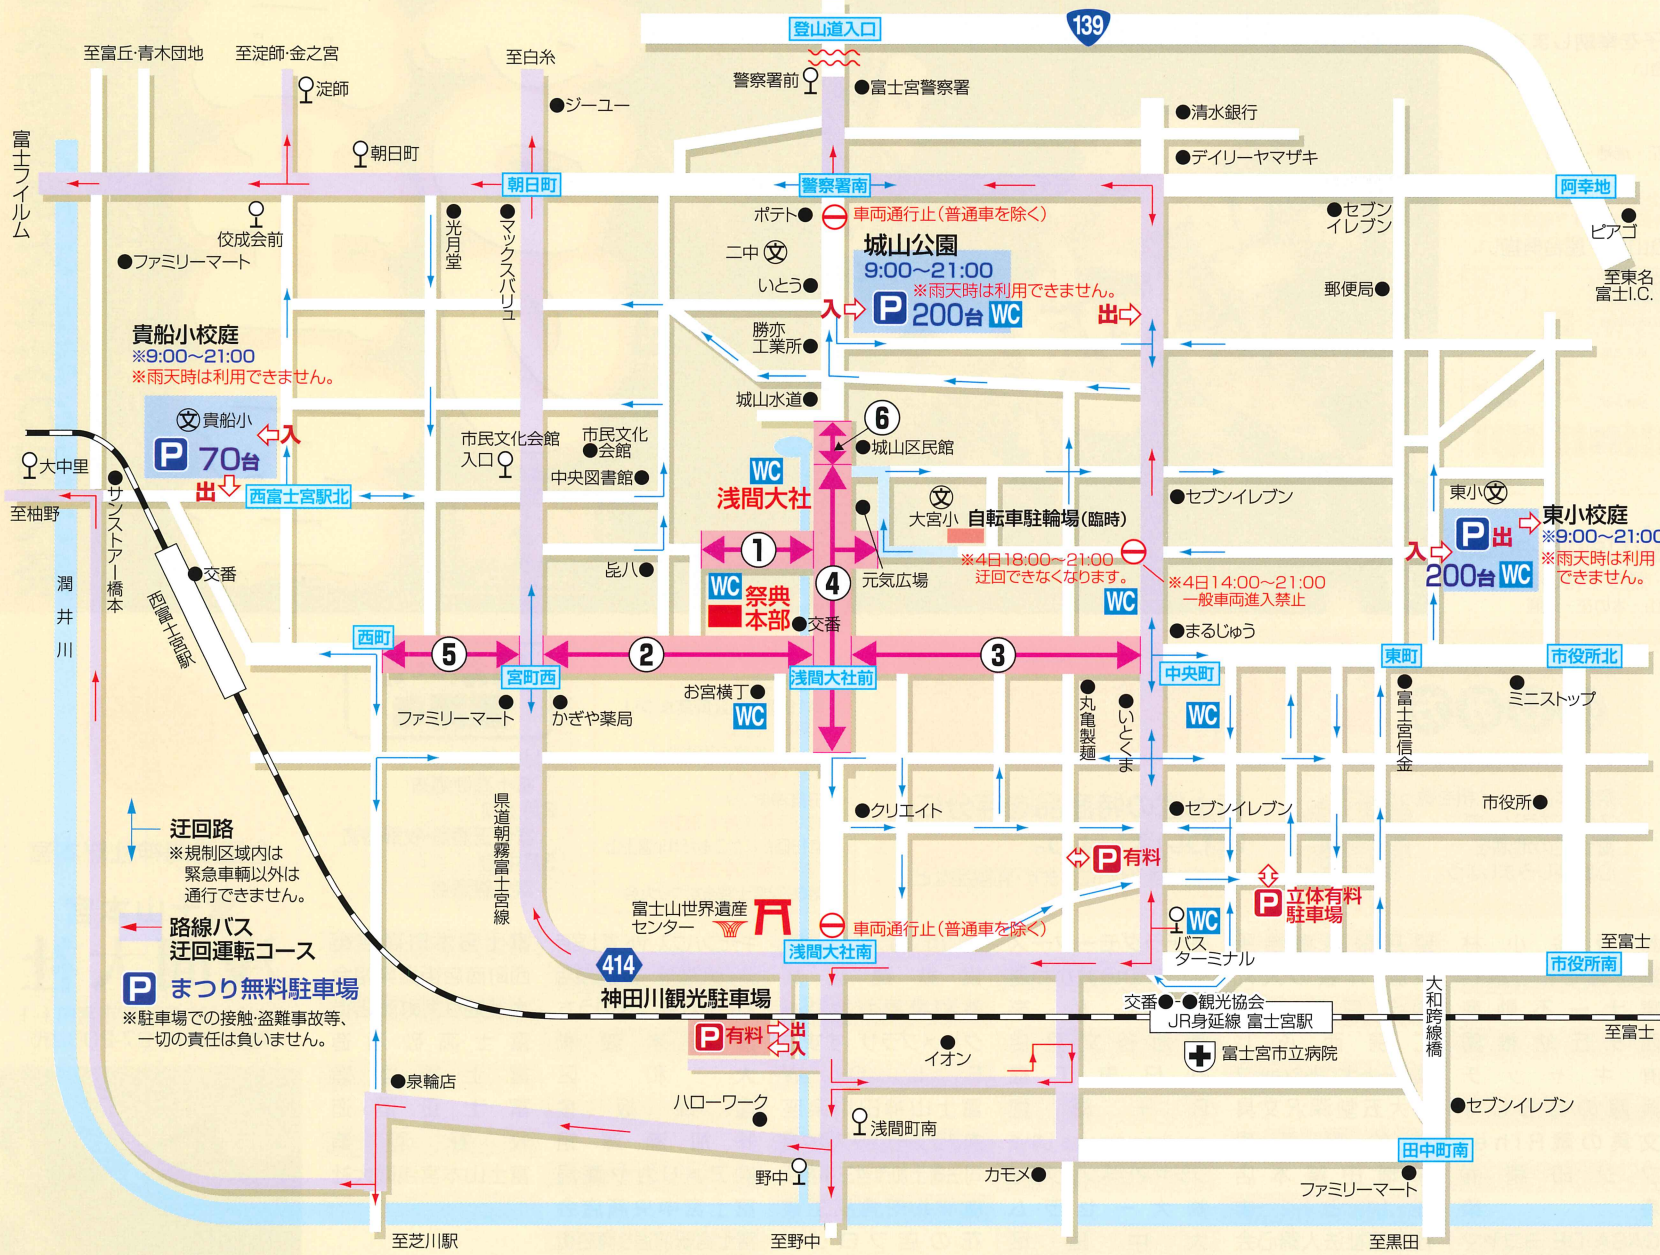 登山道入口
139
至富丘・青木団地
至淀師・金之宮
至白糸
淀師
ジーユー
警察署前
富士宮警察署
清水銀行
デイリーヤマザキ
朝日町
富士フイルム
朝日町
警察署南
阿幸地
佼成会前
光月堂
マックスバリュ
ポテト
車両通行止(普通車を除く)
セブン
イレブン
ピアゴ
至東名
富士I.C.
ファミリーマート
二中 文
城山公園
9:00〜21:00
※雨天時は利用できません。
いとう
入
P 200台 WC
出
郵便局
貴船小校庭
※9:00〜21:00
※雨天時は利用できません。
勝亦
工業所
城山水道
文 貴船小
入
P 70台
出
6
城山区民館
市民文化会館
入口
市民文化
会館
中央図書館
大中里
サンストアー橋本
西富士宮駅北
至柚野
WC
浅間大社
文
大宮小
自転車駐輪場(臨時)
セブンイレブン
東小 文
東小校庭
※9:00〜21:00
※雨天時は利用
できません。
P 出
入
200台 WC
1
4
元気広場
※4日18:00〜21:00
迂回できなくなります。
※4日14:00〜21:00
一般車両進入禁止
WC
昆八
交番
潤井川
西富士宮駅
WC
祭典
本部
交番
まるじゅう
西町
5
2
3
宮町西
浅間大社前
中央町
東町
市役所北
ファミリーマート
かぎや薬局
お宮横丁
WC
丸亀製麺
いとくま
WC
富士宮信金
ミニストップ
県道朝霧富士宮線
クリエイト
セブンイレブン
市役所
迂回路
※規制区域内は
緊急車輌以外は
通行できません。
P 有料
P 立体有料
駐車場
路線バス
迂回運転コース
富士山世界遺産
センター
車両通行止(普通車を除く)
WC
バス
ターミナル
414
浅間大社南
至富士
市役所南
P まつり無料駐車場
※駐車場での接触・盗難事故等、
一切の責任は負いません。
神田川観光駐車場
P 有料
出
入
交番
観光協会
JR身延線 富士宮駅
大和跨線橋
至富士
イオン
富士宮市立病院
泉輪店
ハローワーク
浅間町南
セブンイレブン
田中町南
野中
カモメ
ファミリーマート
至芝川駅
至野中
至黒田